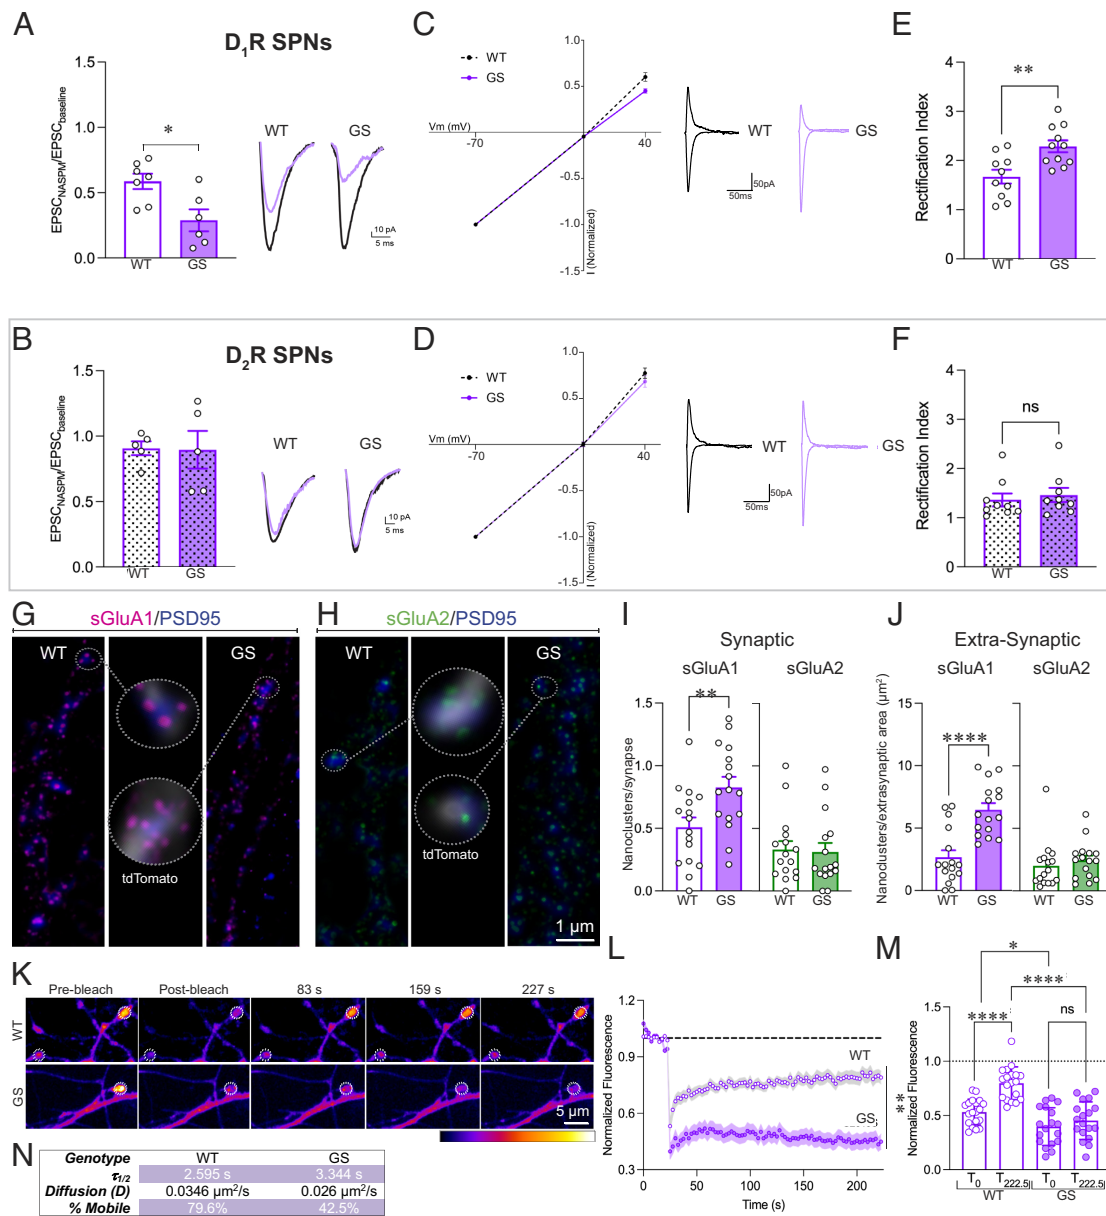 A
D1R SPNs
EPSCNASPM/EPSCbaseline
1.5
1.0
0.5
0.0
*
WT
GS
WT
GS
10 pA
5 ms
C
WT
GS
1.0
0.5
-0.5
-1.0
-1.5
Vm (mV)
-70
40
I (Normalized)
WT
GS
50pA
50ms
E
Rectification Index
4
3
2
1
0
**
WT
GS
B
D2R SPNs
EPSCNASPM/EPSCbaseline
1.5
1.0
0.5
0.0
WT
GS
WT
GS
10 pA
5 ms
D
WT
GS
1.0
0.5
-0.5
-1.0
-1.5
Vm (mV)
-70
40
I (Normalized)
WT
GS
50pA
50ms
F
Rectification Index
4
3
2
1
0
ns
WT
GS
G
sGluA1/PSD95
WT
GS
tdTomato
H
sGluA2/PSD95
WT
GS
tdTomato
1 µm
I
Synaptic
sGluA1
sGluA2
Nanoclusters/synapse
1.5
1.0
0.5
0.0
**
WT
GS
WT
GS
J
Extra-Synaptic
sGluA1
sGluA2
Nanoclusters/extrasynaptic area (µm²)
15
10
5
0
****
WT
GS
WT
GS
K
Pre-bleach
Post-bleach
83 s
159 s
227 s
WT
GS
5 µm
L
Normalized Fluorescence
1.2
1.0
0.8
0.6
0.4
0.3
WT
GS
**
0
50
100
150
200
Time (s)
M
Normalized Fluorescence
1.5
1.0
0.5
0.0
*
****
****
ns
T0
T222.5
T0
T222.5
WT
GS
N
Genotype WT GS
τ1/2 2.595 s 3.344 s
Diffusion (D) 0.0346 µm²/s 0.026 µm²/s
% Mobile 79.6% 42.5%